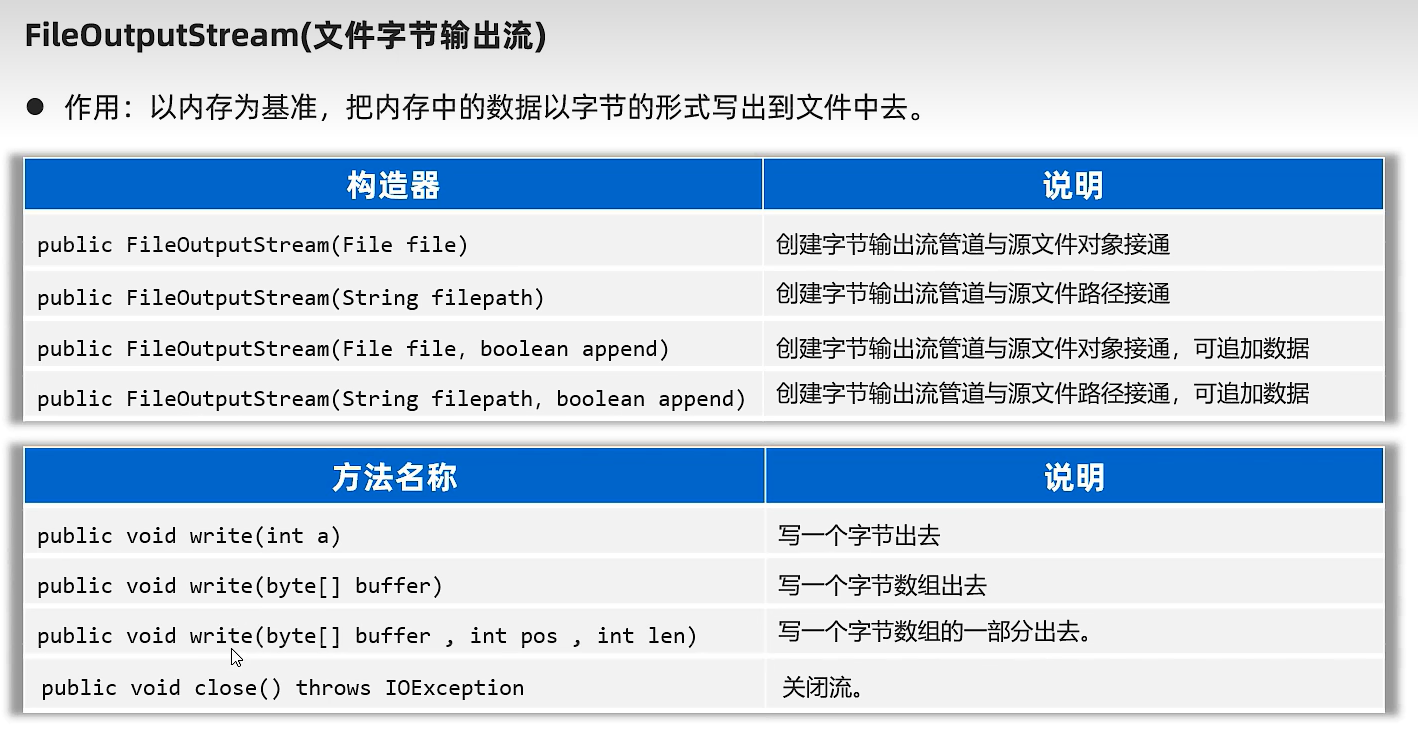 FileOutputStream(文件字节输出流)
● 作用：以内存为基准，把内存中的数据以字节的形式写出到文件中去。
构造器 说明
public FileOutputStream(File file) 创建字节输出流管道与源文件对象接通
public FileOutputStream(String filepath) 创建字节输出流管道与源文件路径接通
public FileOutputStream(File file，boolean append) 创建字节输出流管道与源文件对象接通，可追加数据
public FileOutputStream(String filepath，boolean append) 创建字节输出流管道与源文件路径接通，可追加数据
方法名称 说明
public void write(int a) 写一个字节出去
public void write(byte[] buffer) 写一个字节数组出去
public void write(byte[] buffer , int pos , int len) 写一个字节数组的一部分出去。
public void close() throws IOException 关闭流。